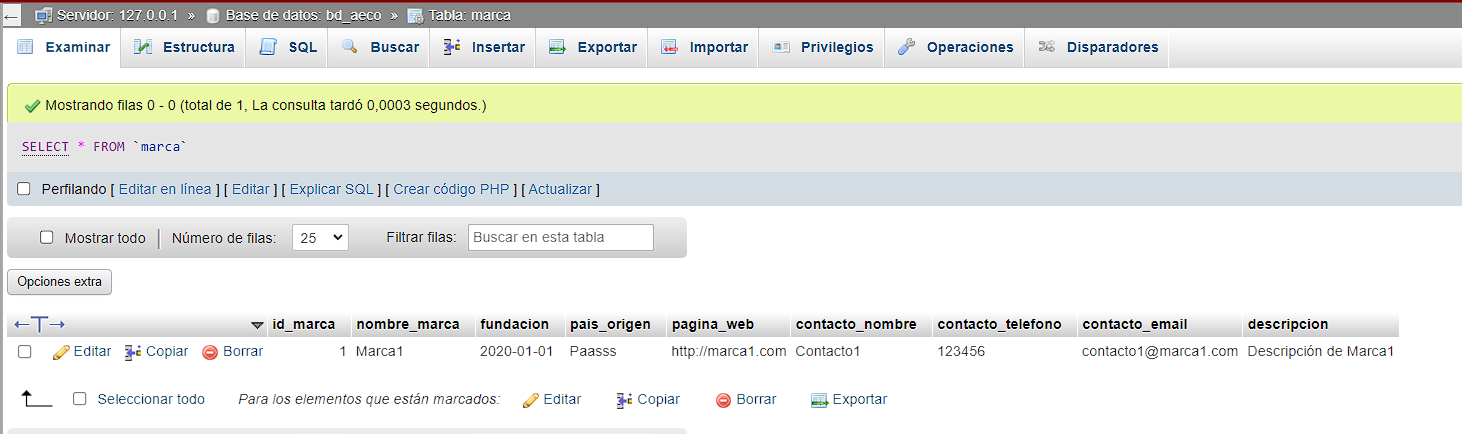 Servidor: 127.0.0.1 » Base de datos: bd_aeco » Tabla: marca
Examinar Estructura SQL Buscar Insertar Exportar Importar Privilegios Operaciones Disparadores
Mostrando filas 0 - 0 (total de 1, La consulta tardó 0,0003 segundos.)
SELECT * FROM `marca`
Perfilando [ Editar en línea ] [ Editar ] [ Explicar SQL ] [ Crear código PHP ] [ Actualizar ]
Mostrar todo Número de filas: 25 Filtrar filas: Buscar en esta tabla
Opciones extra
id_marca nombre_marca fundacion pais_origen pagina_web contacto_nombre contacto_telefono contacto_email descripcion
Editar Copiar Borrar 1 Marca1 2020-01-01 Paasss http://marca1.com Contacto1 123456 contacto1@marca1.com Descripción de Marca1
Seleccionar todo Para los elementos que están marcados: Editar Copiar Borrar Exportar